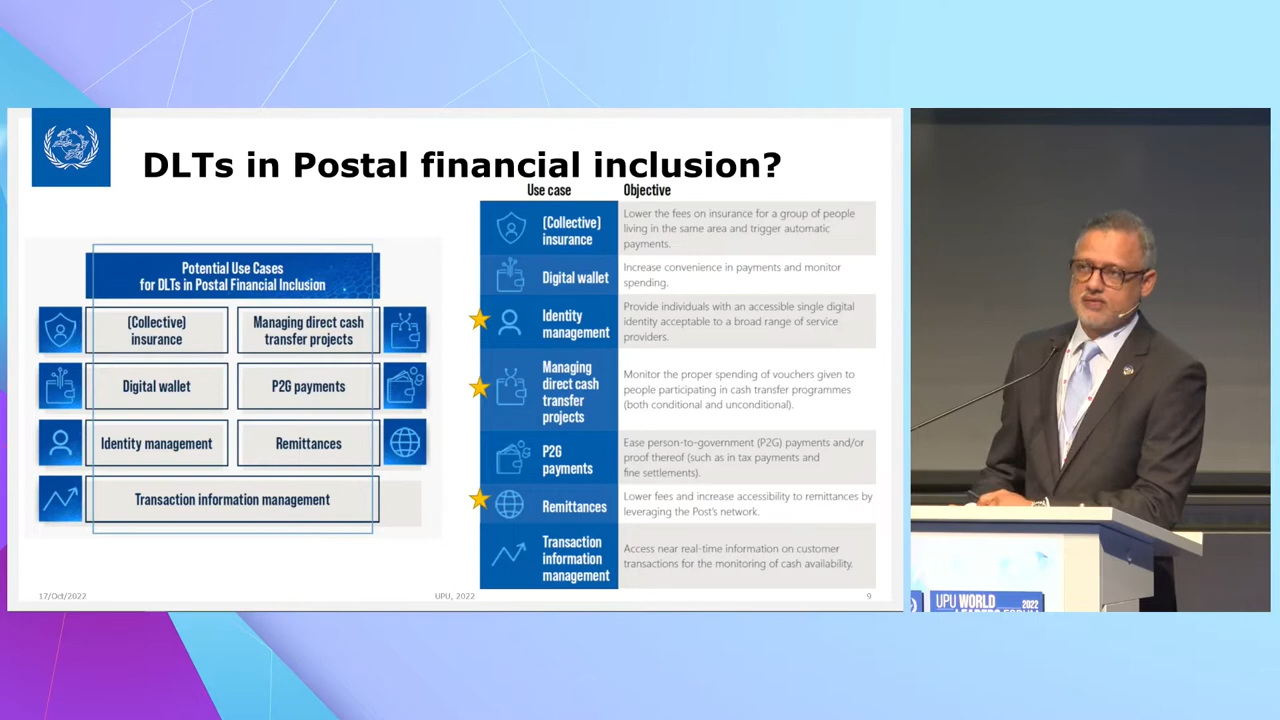 DLTs in Postal financial inclusion?
Potential Use Cases
for DLTs in Postal Financial Inclusion
(Collective)
insurance
Managing direct cash
transfer projects
Digital wallet
P2G payments
Identity management
Remittances
Transaction information management
Use case
Objective
(Collective)
insurance
Lower the fees on insurance for a group of people
living in the same area and trigger automatic
payments.
Digital wallet
Increase convenience in payments and monitor
spending.
Identity
management
Provide individuals with an accessible single digital
identity acceptable to a broad range of service
providers.
Managing
direct cash
transfer
projects
Monitor the proper spending of vouchers given to
people participating in cash transfer programmes
(both conditional and unconditional).
P2G
payments
Ease person-to-government (P2G) payments and/or
proof thereof (such as in tax payments and
fine settlements).
Remittances
Lower fees and increase accessibility to remittances by
leveraging the Post's network.
Transaction
information
management
Access near real-time information on customer
transactions for the monitoring of cash availability.
17/Oct/2022
UPU, 2022
9
UPU WORLD 2022
LEADERS FORUM